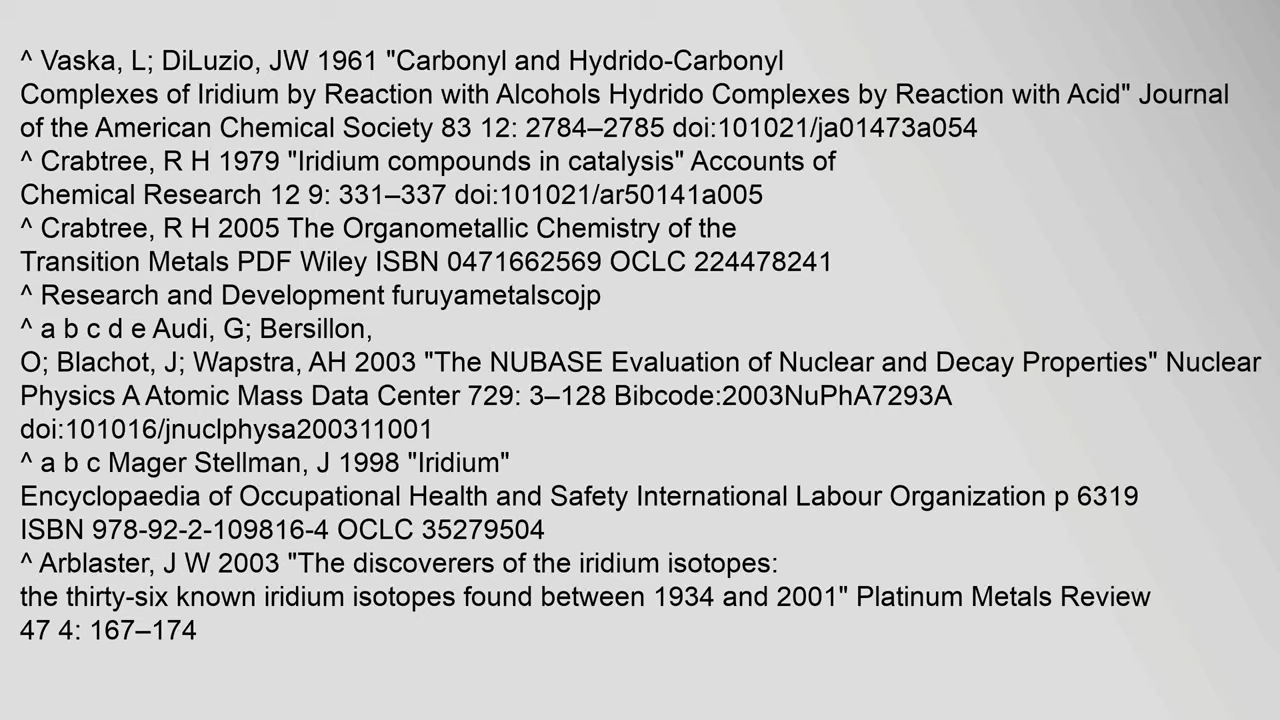 ^ Vaska, L; DiLuzio, JW 1961 "Carbonyl and Hydrido-Carbonyl
Complexes of Iridium by Reaction with Alcohols Hydrido Complexes by Reaction with Acid" Journal
of the American Chemical Society 83 12: 2784–2785 doi:101021/ja01473a054
^ Crabtree, R H 1979 "Iridium compounds in catalysis" Accounts of
Chemical Research 12 9: 331–337 doi:101021/ar50141a005
^ Crabtree, R H 2005 The Organometallic Chemistry of the
Transition Metals PDF Wiley ISBN 0471662569 OCLC 224478241
^ Research and Development furuyametalscojp
^ a b c d e Audi, G; Bersillon,
O; Blachot, J; Wapstra, AH 2003 "The NUBASE Evaluation of Nuclear and Decay Properties" Nuclear
Physics A Atomic Mass Data Center 729: 3–128 Bibcode:2003NuPhA7293A
doi:101016/jnuclphysa200311001
^ a b c Mager Stellman, J 1998 "Iridium"
Encyclopaedia of Occupational Health and Safety International Labour Organization p 6319
ISBN 978-92-2-109816-4 OCLC 35279504
^ Arblaster, J W 2003 "The discoverers of the iridium isotopes:
the thirty-six known iridium isotopes found between 1934 and 2001" Platinum Metals Review
47 4: 167–174